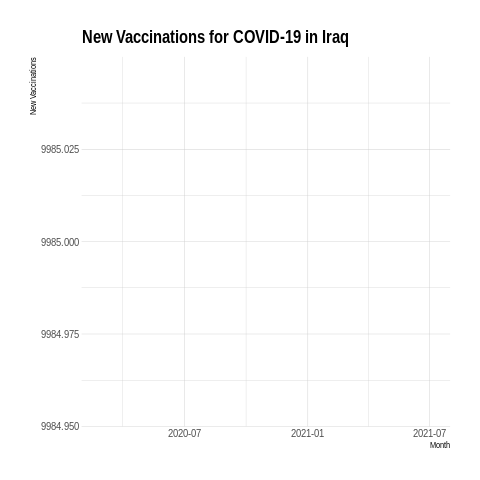 New Vaccinations for COVID-19 in Iraq
New Vaccinations
9985.025
9985.000
9984.975
9984.950
2020-07 2021-01 2021-07
Month